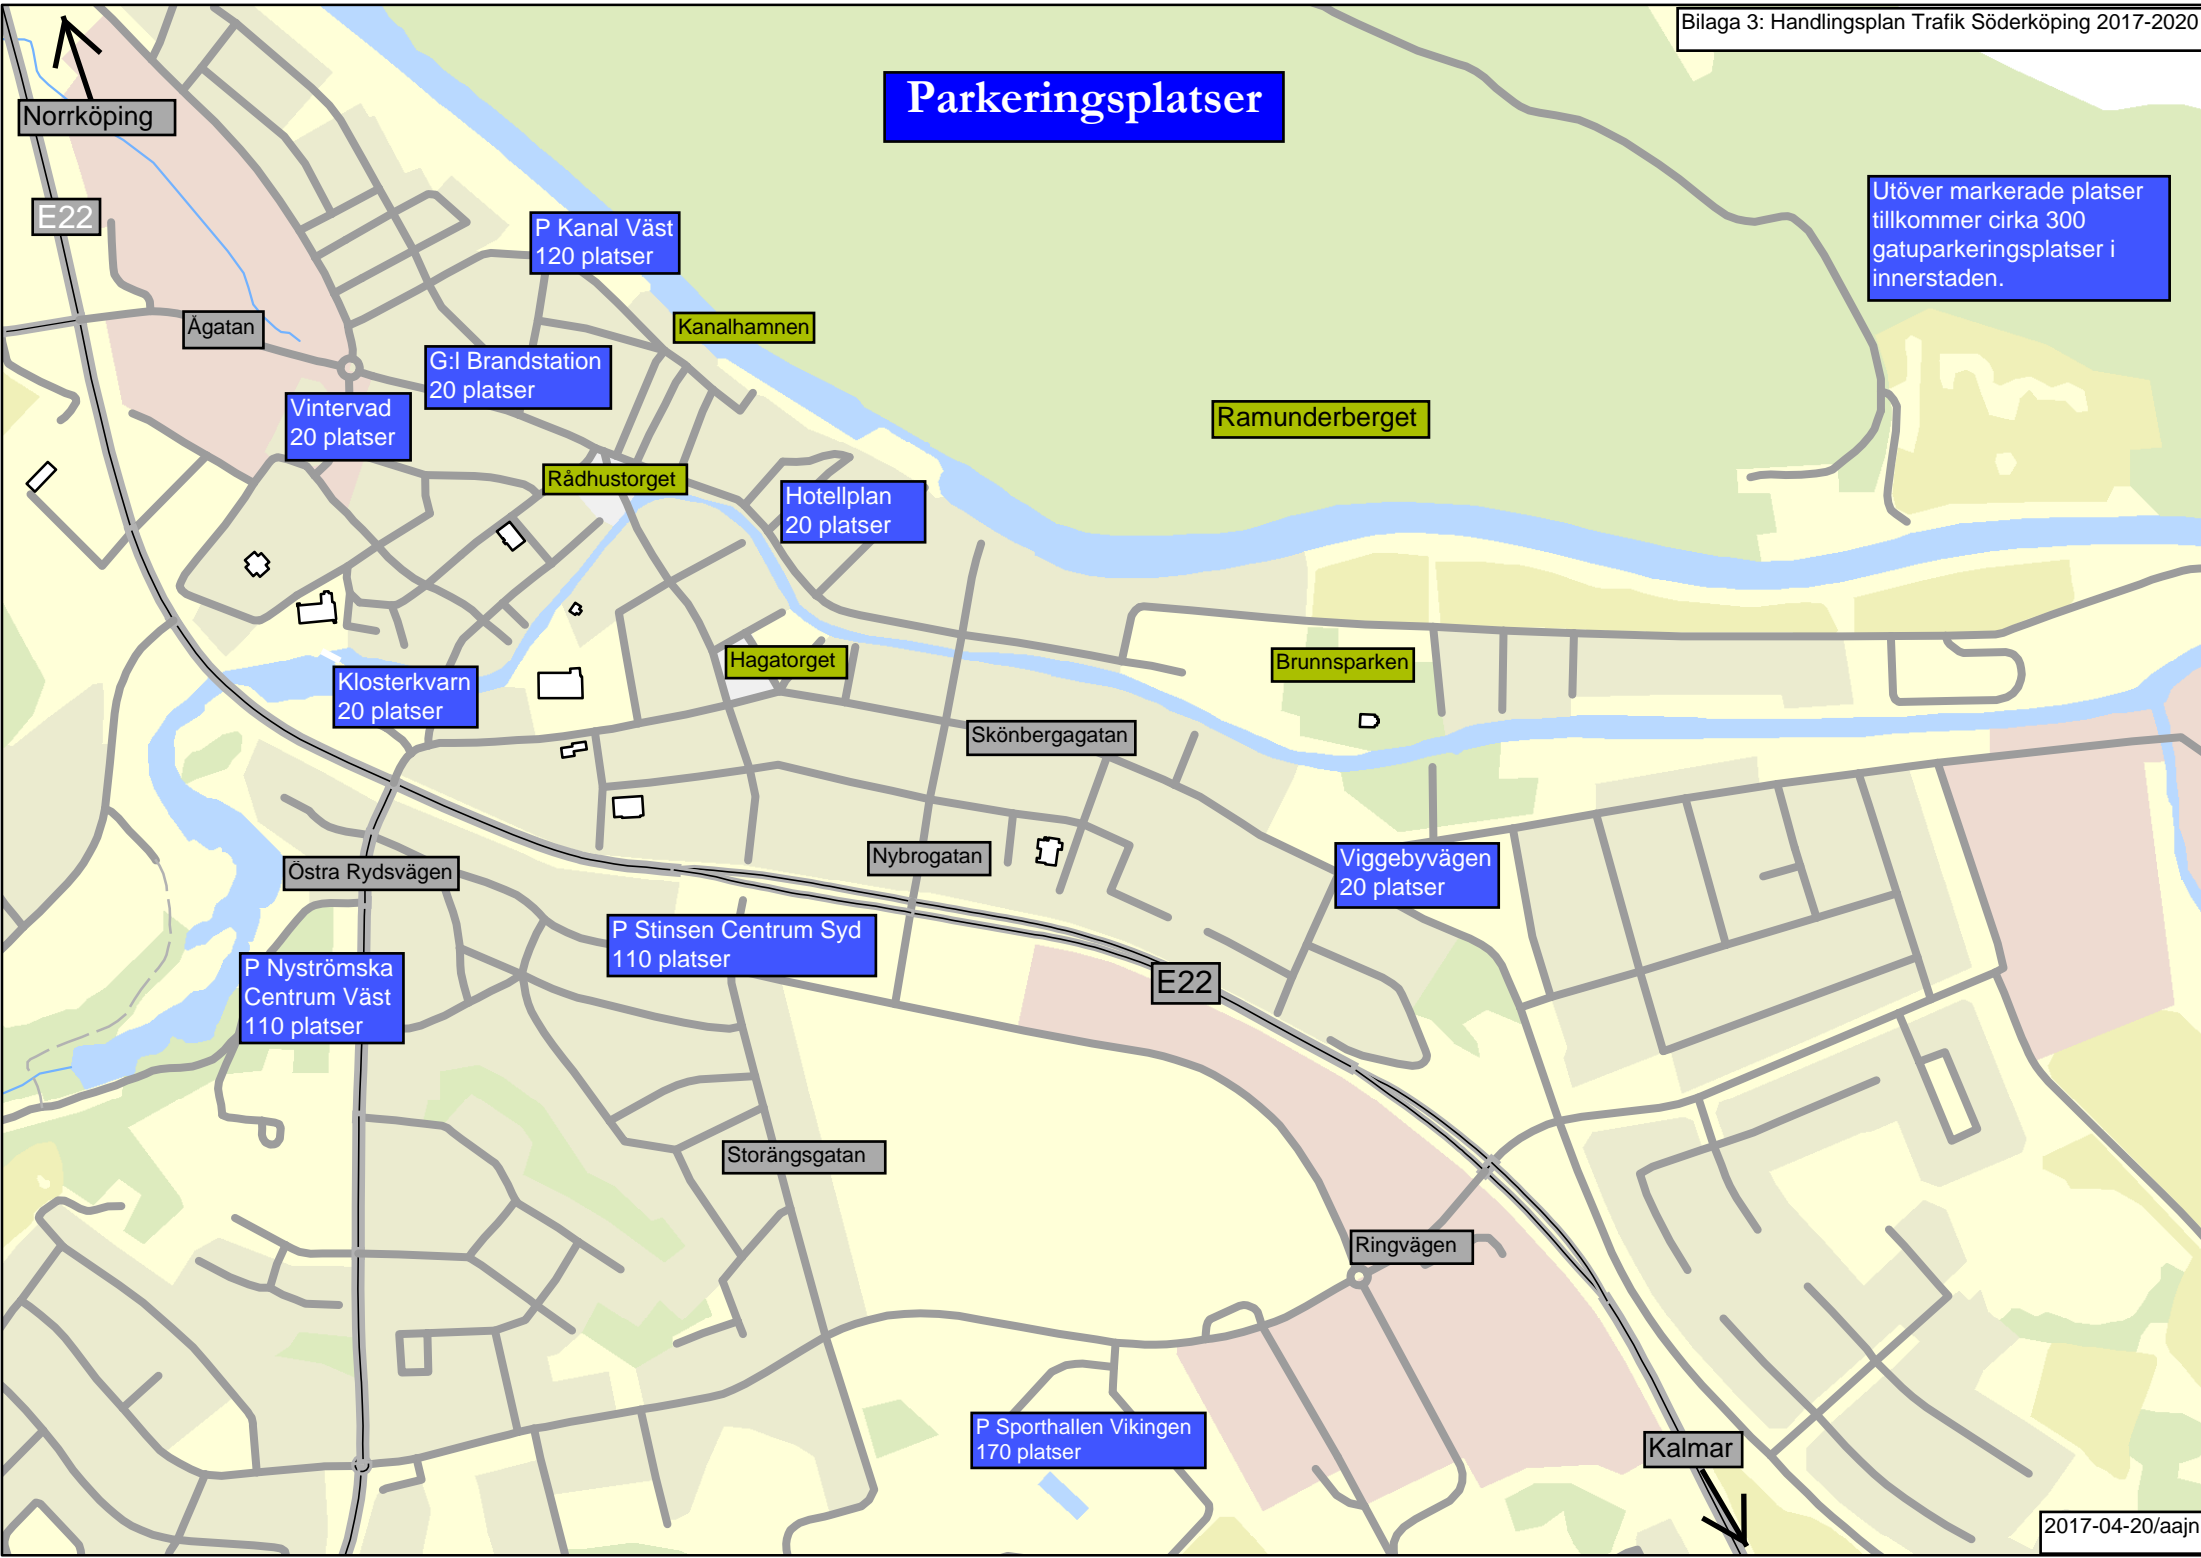 Bilaga 3: Handlingsplan Trafik Söderköping 2017-2020
Parkeringsplatser
Norrköping
E22
Utöver markerade platser
tillkommer cirka 300
gatuparkeringsplatser i
innerstaden.
P Kanal Väst
120 platser
Ågatan
Kanalhamnen
G:l Brandstation
20 platser
Vintervad
20 platser
Ramunderberget
Rådhustorget
Hotellplan
20 platser
Hagatorget
Brunnsparken
Klosterkvarn
20 platser
Skönbergagatan
Nybrogatan
Viggebyvägen
20 platser
Östra Rydsvägen
P Stinsen Centrum Syd
110 platser
P Nyströmska
Centrum Väst
110 platser
E22
Storängsgatan
Ringvägen
P Sporthallen Vikingen
170 platser
Kalmar
2017-04-20/aajn